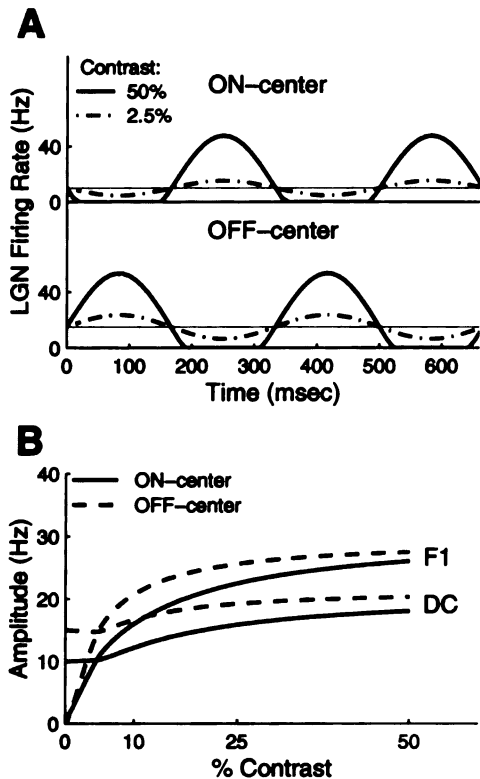 A
Contrast:
50%
2.5%
ON–center
40
0
OFF–center
40
0
LGN Firing Rate (Hz)
0 100 200 300 400 500 600
Time (msec)
B
ON–center
OFF–center
40
30
20
10
0
F1
DC
Amplitude (Hz)
0 10 25 50
% Contrast